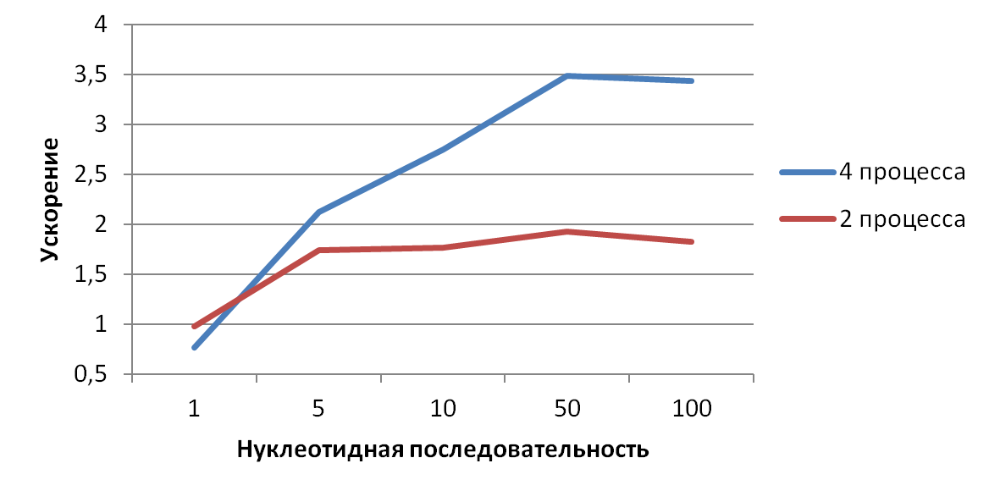 4
3,5
3
2,5
2
1,5
1
0,5
Ускорение
1 5 10 50 100
Нуклеотидная последовательность
4 процесса
2 процесса